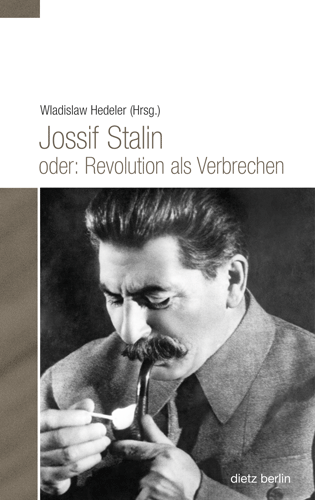 Wladislaw Hedeler (Hrsg.)
Jossif Stalin
oder: Revolution als Verbrechen
dietz berlin